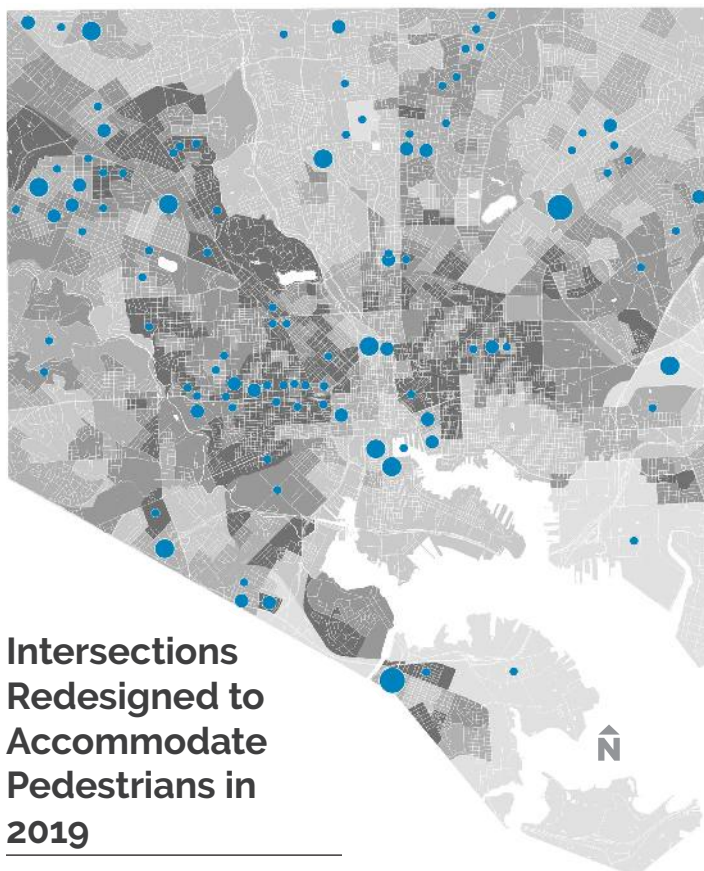 Intersections
Redesigned to
Accommodate
Pedestrians in
2019
N